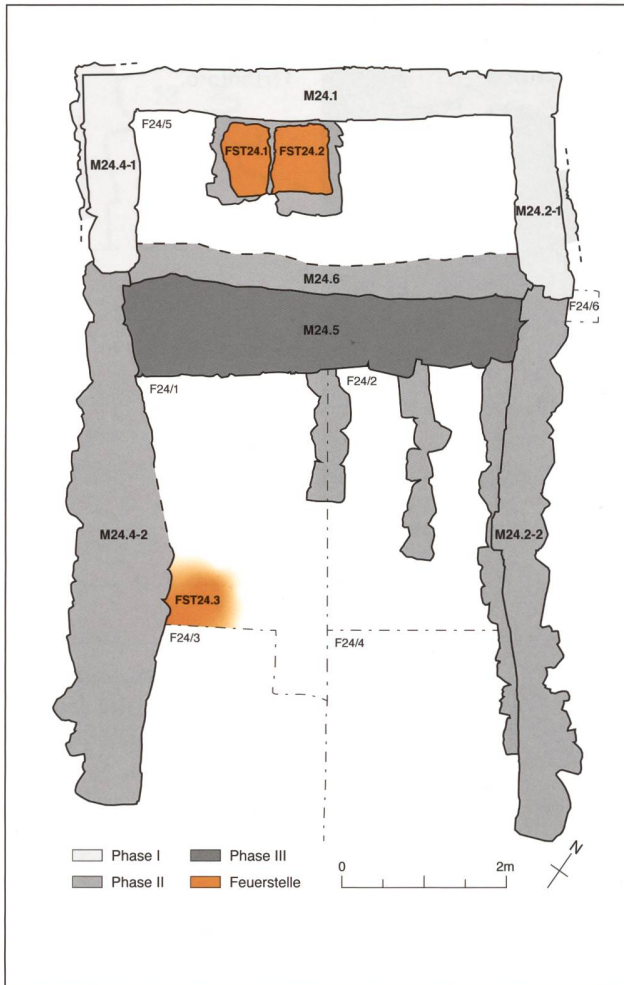 M24.1
F24/5
FST24.1 FST24.2
M24.4-1
M24.2-1
M24.6
F24/6
M24.5
F24/1 F24/2
M24.4-2 M24.2-2
FST24.3
F24/3 F24/4
Phase I Phase III
Phase II Feuerstelle
0 2m
N